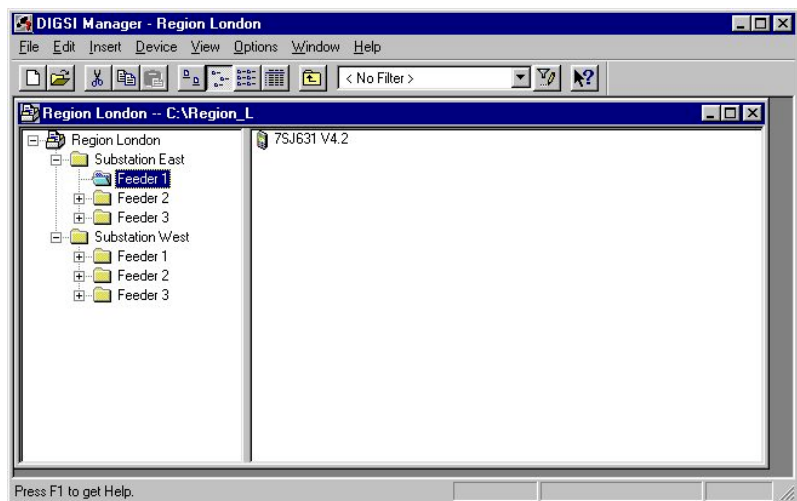 DIGSI Manager - Region London
File Edit Insert Device View Options Window Help
< No Filter >
Region London -- C:\Region_L
Region London
Substation East
Feeder 1
Feeder 2
Feeder 3
Substation West
Feeder 1
Feeder 2
Feeder 3
7SJ631 V4.2
Press F1 to get Help.